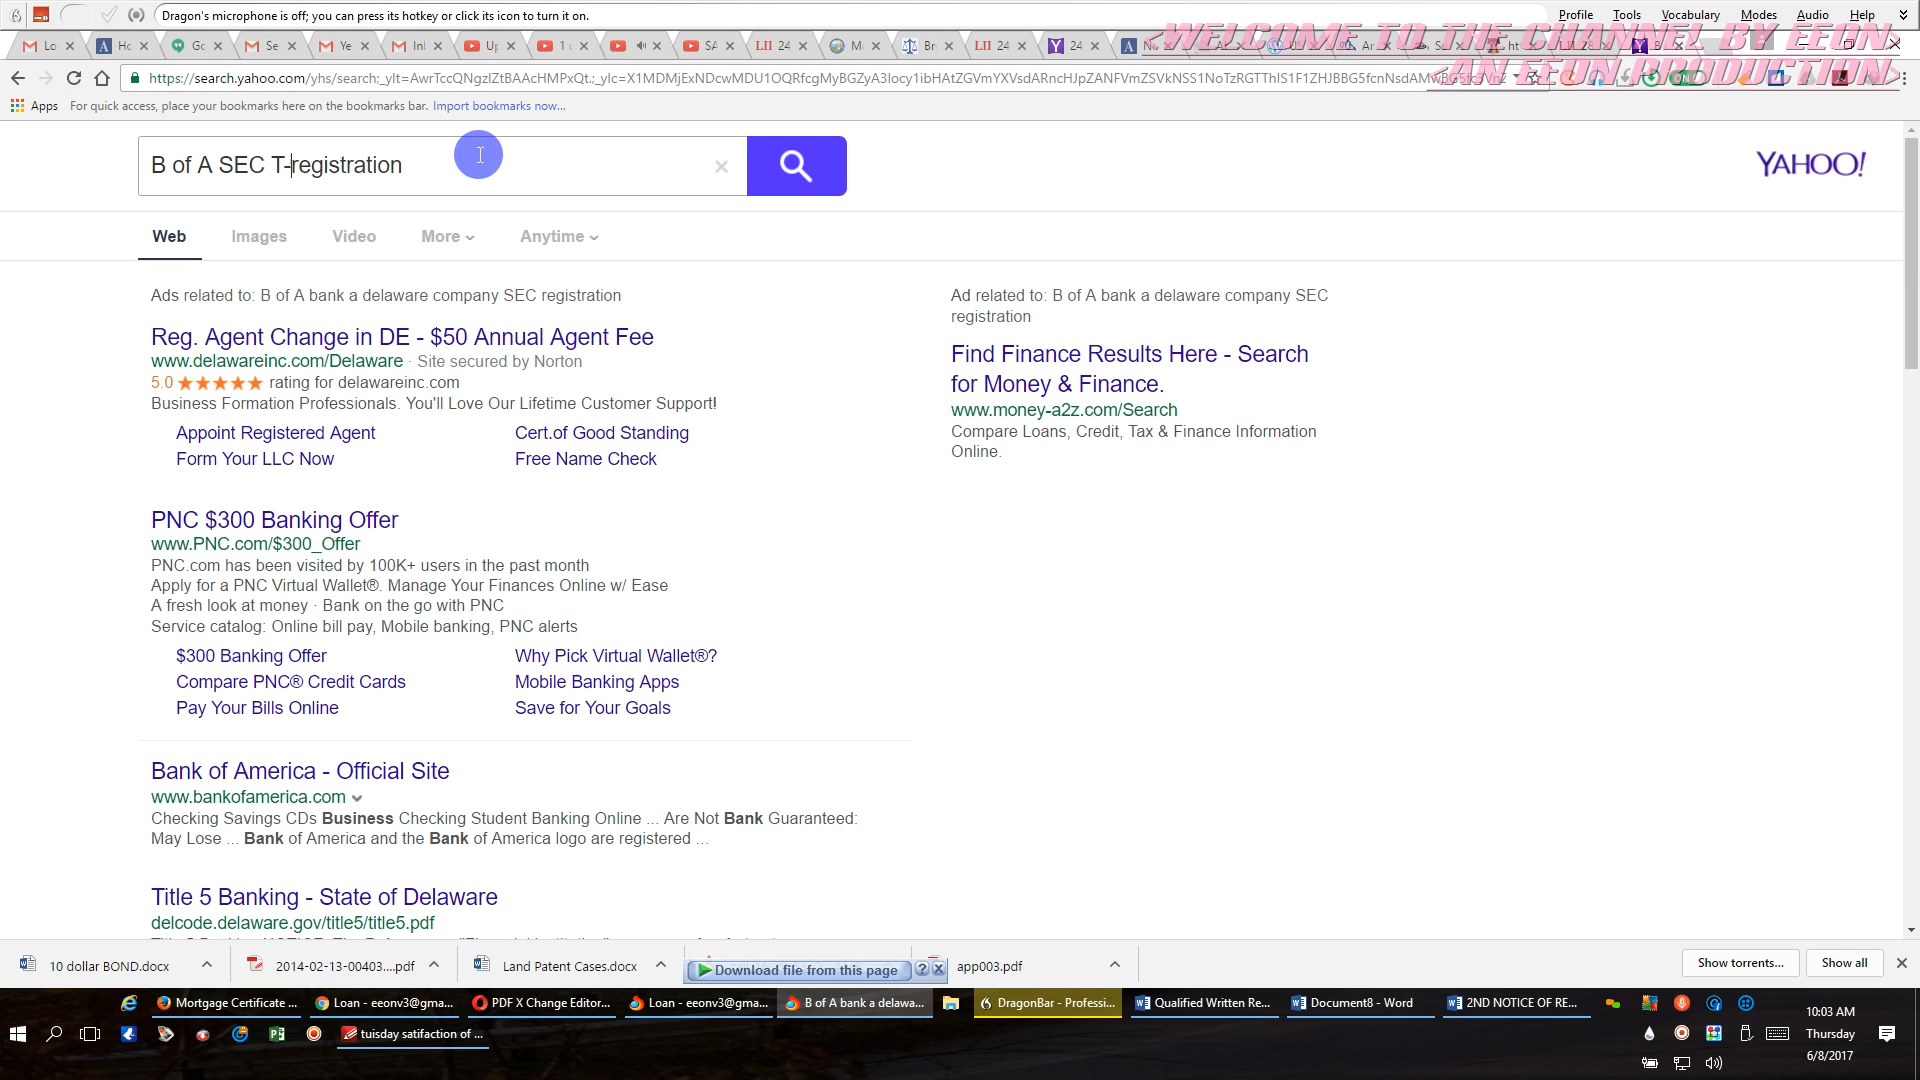 Dragon's microphone is off; you can press its hotkey or click its icon to turn it on.
Profile Tools Vocabulary Modes Audio Help
<WELCOME TO THE CHANNEL BY EEON>
<AN EEON PRODUCTION>
Apps For quick access, place your bookmarks here on the bookmarks bar. Import bookmarks now...
B of A SEC T-registration
YAHOO!
Web Images Video More Anytime
Ads related to: B of A bank a delaware company SEC registration
Reg. Agent Change in DE - $50 Annual Agent Fee
www.delawareinc.com/Delaware · Site secured by Norton
5.0 ★★★★★ rating for delawareinc.com
Business Formation Professionals. You'll Love Our Lifetime Customer Support!
Appoint Registered Agent Cert.of Good Standing
Form Your LLC Now Free Name Check
Ad related to: B of A bank a delaware company SEC
registration
Find Finance Results Here - Search
for Money & Finance.
www.money-a2z.com/Search
Compare Loans, Credit, Tax & Finance Information
Online.
PNC $300 Banking Offer
www.PNC.com/$300_Offer
PNC.com has been visited by 100K+ users in the past month
Apply for a PNC Virtual Wallet®. Manage Your Finances Online w/ Ease
A fresh look at money · Bank on the go with PNC
Service catalog: Online bill pay, Mobile banking, PNC alerts
$300 Banking Offer Why Pick Virtual Wallet®?
Compare PNC® Credit Cards Mobile Banking Apps
Pay Your Bills Online Save for Your Goals
Bank of America - Official Site
www.bankofamerica.com
Checking Savings CDs Business Checking Student Banking Online ... Are Not Bank Guaranteed:
May Lose ... Bank of America and the Bank of America logo are registered ...
Title 5 Banking - State of Delaware
delcode.delaware.gov/title5/title5.pdf
10 dollar BOND.docx 2014-02-13-00403....pdf Land Patent Cases.docx Download file from this page app003.pdf Show torrents... Show all
Mortgage Certificate ... Loan - eeonv3@gma... PDF X Change Editor... Loan - eeonv3@gma... B of A bank a delawa... DragonBar - Professi... Qualified Written Re... Document8 - Word 2ND NOTICE OF RE...
tuisday satifaction of ...
10:03 AM
Thursday
6/8/2017